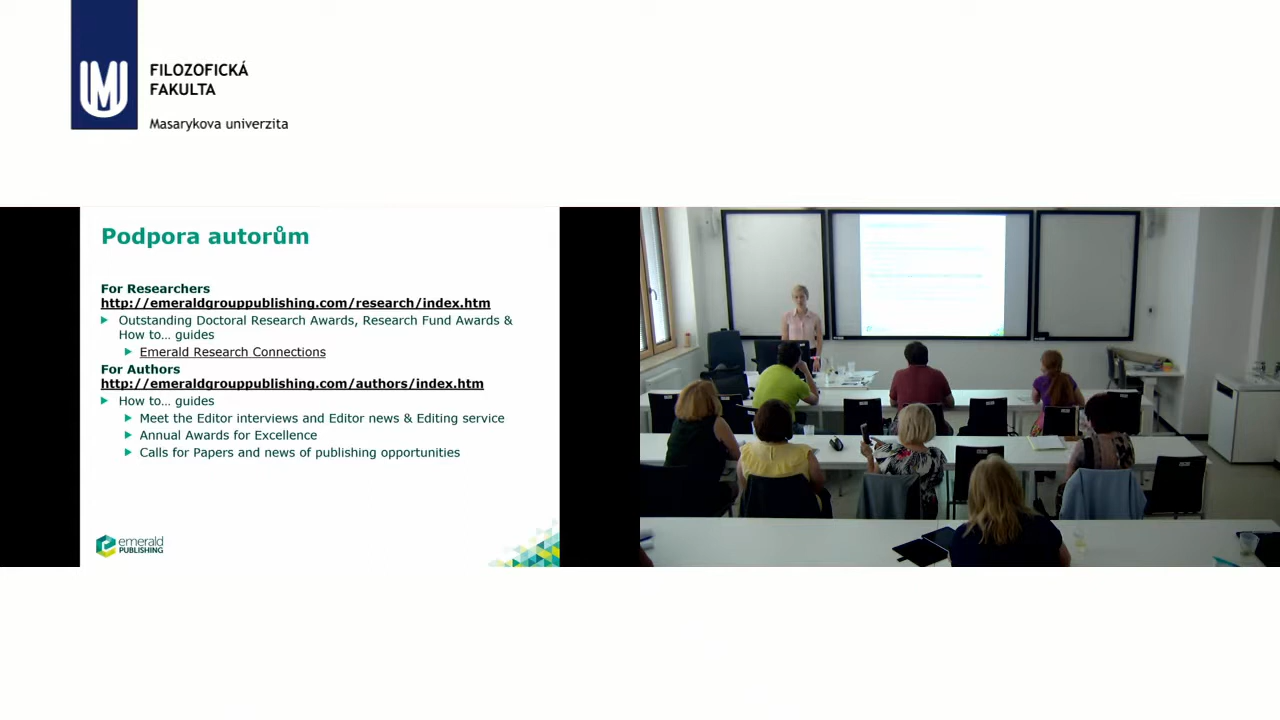 FILOZOFICKÁ
FAKULTA
Masarykova univerzita
Podpora autorům
For Researchers
http://emeraldgrouppublishing.com/research/index.htm
Outstanding Doctoral Research Awards, Research Fund Awards &
How to… guides
Emerald Research Connections
For Authors
http://emeraldgrouppublishing.com/authors/index.htm
How to… guides
Meet the Editor interviews and Editor news & Editing service
Annual Awards for Excellence
Calls for Papers and news of publishing opportunities
emerald
PUBLISHING